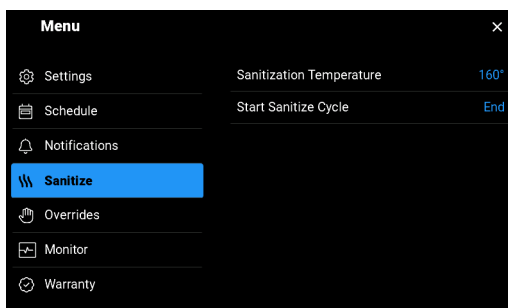 Menu
Settings
Sanitization Temperature 160°
Schedule
Start Sanitize Cycle End
Notifications
Sanitize
Overrides
Monitor
Warranty